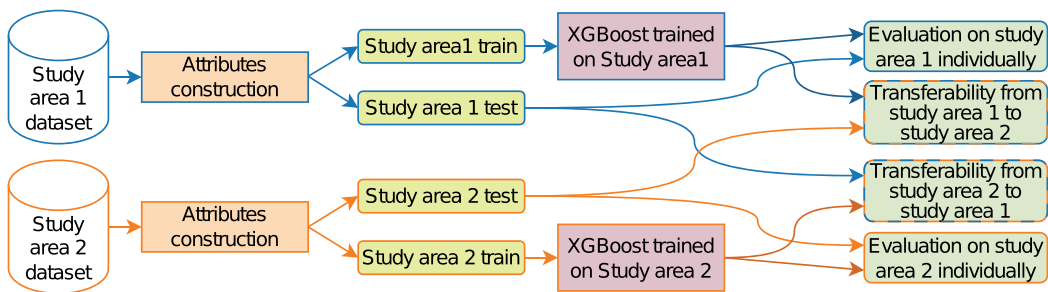 Study
area 1
dataset
Attributes
construction
Study area1 train
Study area 1 test
XGBoost trained
on Study area1
Evaluation on study
area 1 individually
Transferability from
study area 1 to
study area 2
Study
area 2
dataset
Attributes
construction
Study area 2 test
Study area 2 train
XGBoost trained
on Study area 2
Transferability from
study area 2 to
study area 1
Evaluation on study
area 2 individually